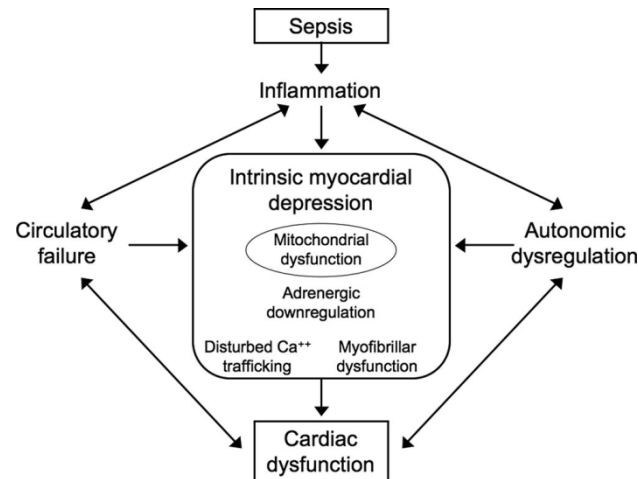 Sepsis
Inflammation
Intrinsic myocardial
depression
Circulatory
failure
Mitochondrial
dysfunction
Autonomic
dysregulation
Adrenergic
downregulation
Disturbed Ca⁺⁺
trafficking
Myofibrillar
dysfunction
Cardiac
dysfunction